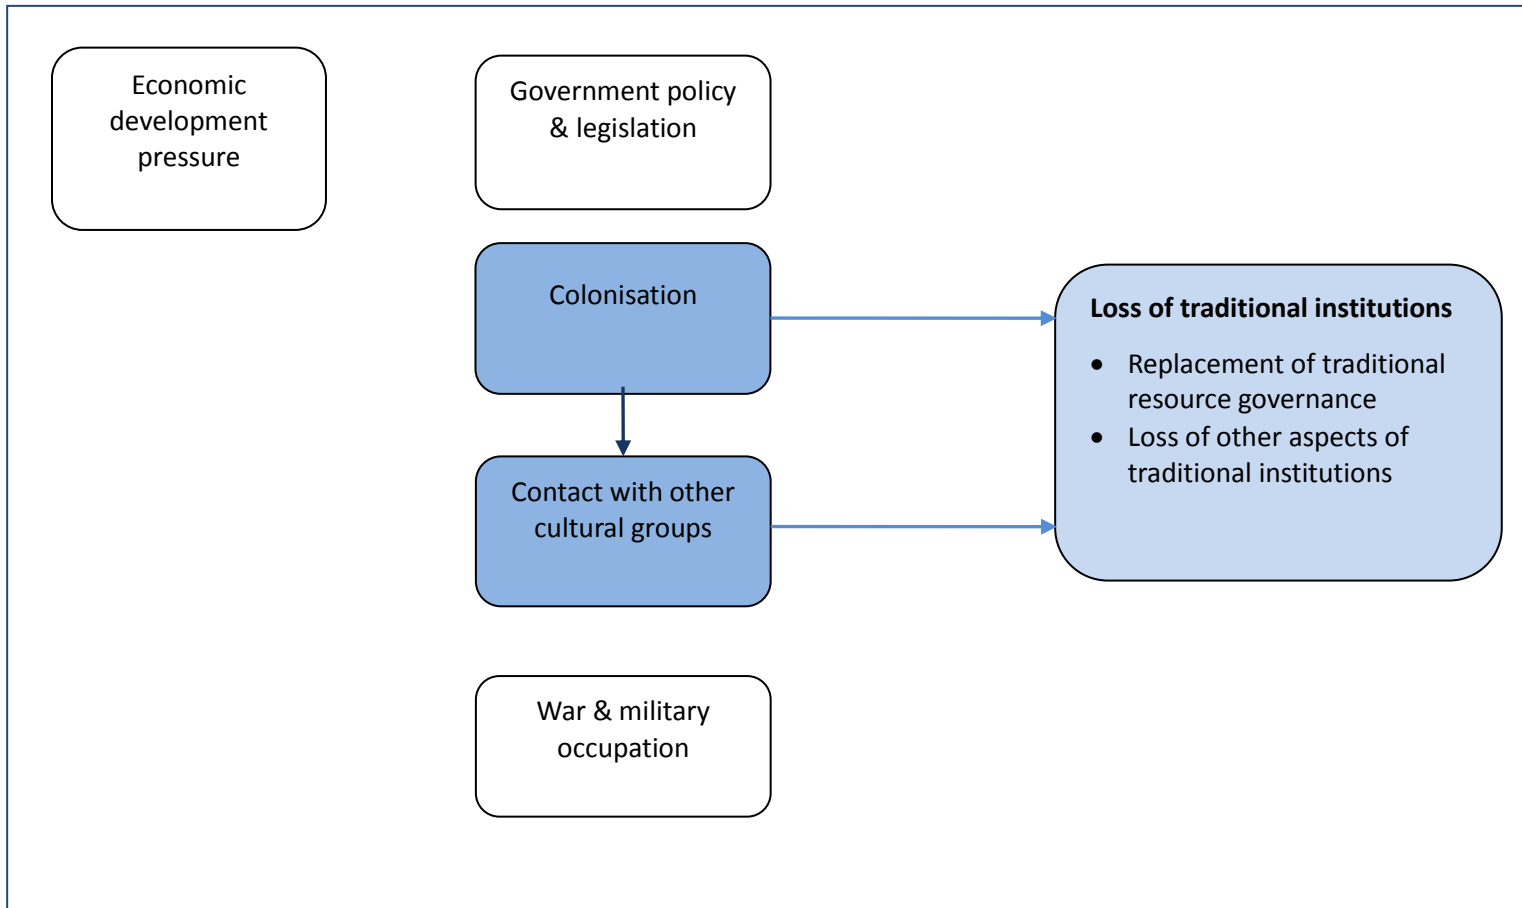 Economic
development
pressure
Government policy
& legislation
Colonisation
Contact with other
cultural groups
War & military
occupation
Loss of traditional institutions
• Replacement of traditional
resource governance
• Loss of other aspects of
traditional institutions